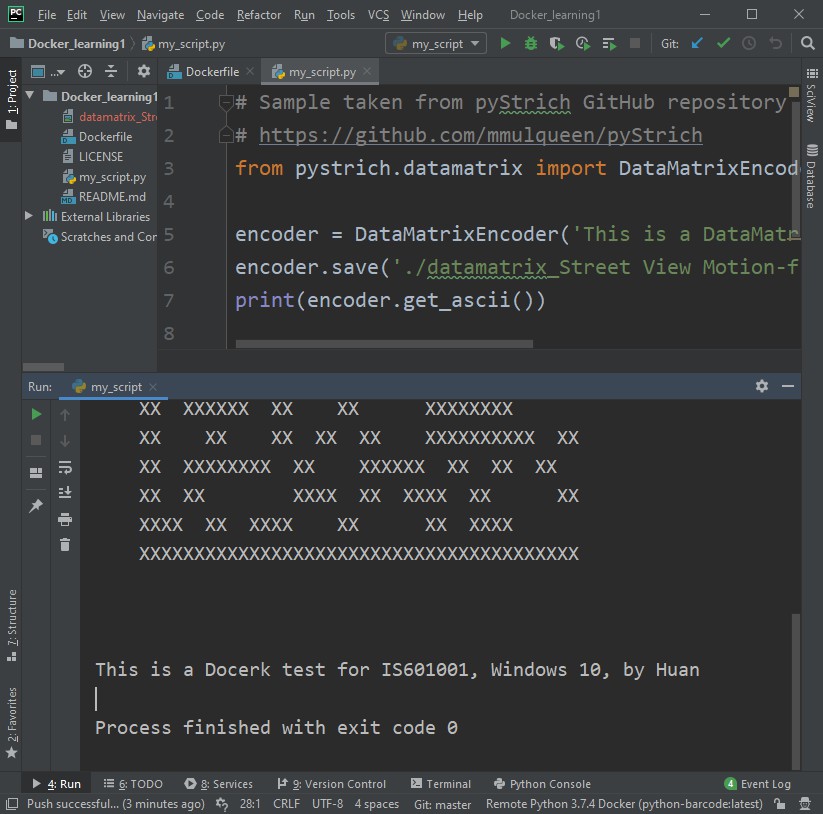 PC File Edit View Navigate Code Refactor Run Tools VCS Window Help Docker_learning1
Docker_learning1 my_script.py my_script Git:
1: Project
... Dockerfile my_script.py
Docker_learning1
datamatrix_Stre
Dockerfile
LICENSE
my_script.py
README.md
External Libraries
Scratches and Con
1 # Sample taken from pyStrich GitHub repository
2 # https://github.com/mmulqueen/pyStrich
3 from pystrich.datamatrix import DataMatrixEncod
4
5 encoder = DataMatrixEncoder('This is a DataMatr
6 encoder.save('./datamatrix_Street View Motion-f
7 print(encoder.get_ascii())
8
SciView
Database
Run: my_script
XX  XXXXXX  XX    XX      XXXXXXXX
XX    XX    XX  XX  XX    XXXXXXXXXX  XX
XX  XXXXXXXX  XX    XXXXXX  XX  XX  XX
XX  XX        XXXX  XX  XXXX  XX      XX
XXXX  XX  XXXX    XX      XX  XXXX
XXXXXXXXXXXXXXXXXXXXXXXXXXXXXXXXXXXXXXXX
This is a Docerk test for IS601001, Windows 10, by Huan
Process finished with exit code 0
7: Structure
2: Favorites
4: Run 6: TODO 8: Services 9: Version Control Terminal Python Console 4 Event Log
Push successful... (3 minutes ago) 28:1 CRLF UTF-8 4 spaces Git: master Remote Python 3.7.4 Docker (python-barcode:latest)